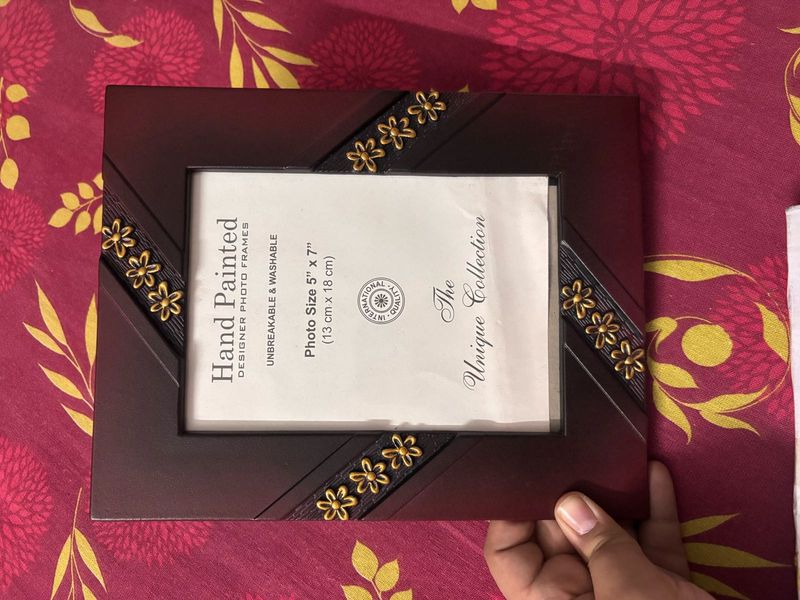 Hand Painted
DESIGNER PHOTO FRAMES
UNBREAKABLE & WASHABLE
Photo Size 5" x 7"
(13 cm x 18 cm)
INTERNATIONAL
QUALITY
The
Unique Collection